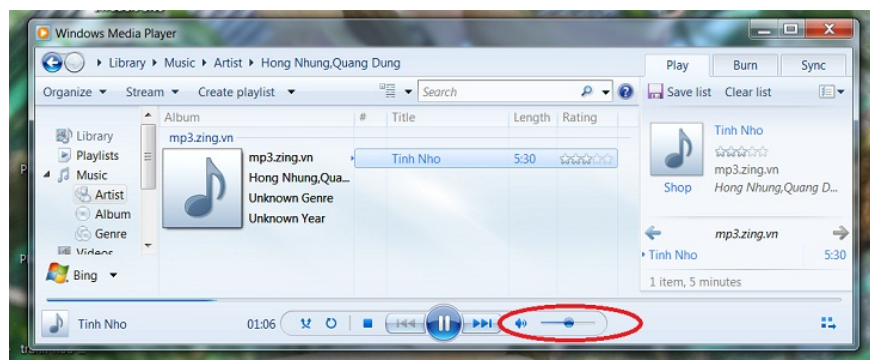 Windows Media Player
Library ▸ Music ▸ Artist ▸ Hong Nhung,Quang Dung
Play Burn Sync
Organize Stream Create playlist
Search
Save list Clear list
Album # Title Length Rating
Library
Playlists
Music
Artist
Album
Genre
Videos
Bing
mp3.zing.vn
mp3.zing.vn
Hong Nhung,Qua...
Unknown Genre
Unknown Year
Tinh Nho 5:30
Tinh Nho
mp3.zing.vn
Hong Nhung,Quang D...
Shop
mp3.zing.vn
Tinh Nho 5:30
1 item, 5 minutes
Tinh Nho
01:06